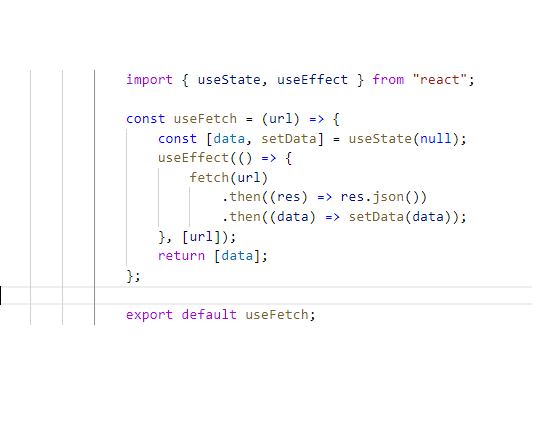 import { useState, useEffect } from "react";
const useFetch = (url) => {
const [data, setData] = useState(null);
useEffect(() => {
fetch(url)
.then((res) => res.json())
.then((data) => setData(data));
}, [url]);
return [data];
};
export default useFetch;